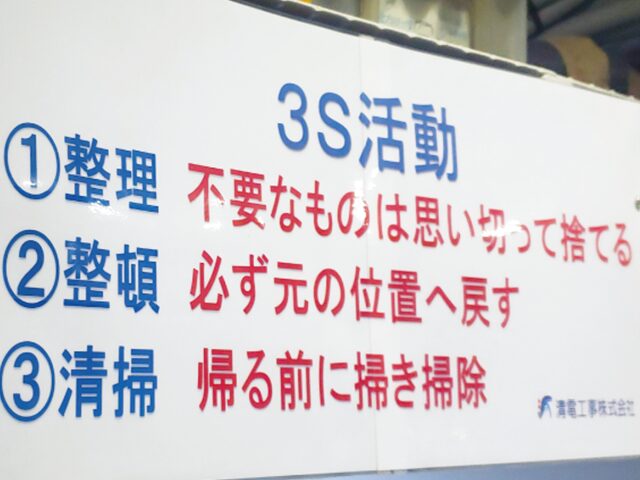 3S活動
①整理 不要なものは思い切って捨てる
②整頓 必ず元の位置へ戻す
③清掃 帰る前に掃き掃除
清電工事株式会社